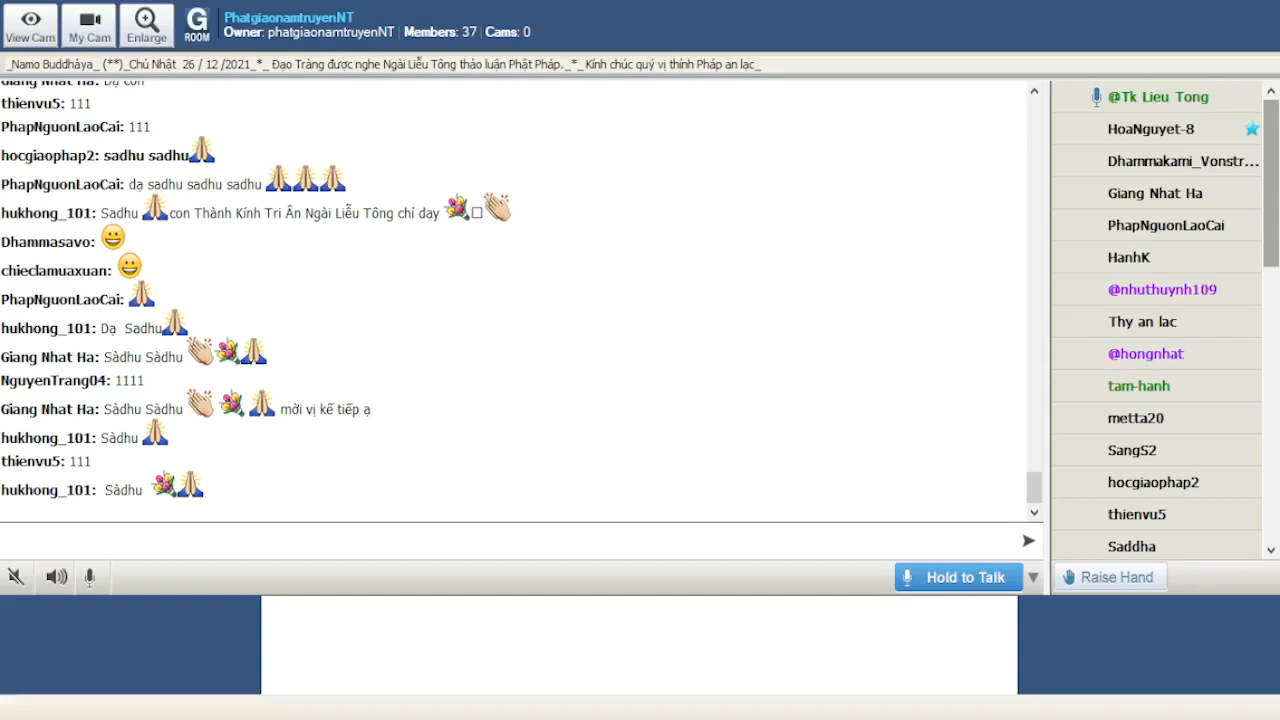 View Cam
My Cam
Enlarge
G
ROOM
PhatgiaonamtruyenNT
Owner: phatgiaonamtruyenNT | Members: 37 | Cams: 0
_Namo Buddhàya_ (**)_Chủ Nhật 26 / 12 /2021_*_ Đạo Tràng được nghe Ngài Liễu Tông thảo luận Phật Pháp._*_Kính chúc quý vị thính Pháp an lạc_
Giang Nhat Ha: Dạ con
thienvu5: 111
PhapNguonLaoCai: 111
hocgiaophap2: sadhu sadhu
PhapNguonLaoCai: dạ sadhu sadhu sadhu
hukhong_101: Sadhu con Thành Kính Tri Ân Ngài Liễu Tông chỉ dạy
Dhammasavo:
chieclamuaxuan:
PhapNguonLaoCai:
hukhong_101: Dạ Sadhu
Giang Nhat Ha: Sàdhu Sàdhu
NguyenTrang04: 1111
Giang Nhat Ha: Sàdhu Sàdhu mời vị kế tiếp ạ
hukhong_101: Sàdhu
thienvu5: 111
hukhong_101: Sàdhu
Hold to Talk
@Tk Lieu Tong
HoaNguyet-8
Dhammakami_Vonstr...
Giang Nhat Ha
PhapNguonLaoCai
HanhK
@nhuthuynh109
Thy an lac
@hongnhat
tam-hanh
metta20
SangS2
hocgiaophap2
thienvu5
Saddha
Raise Hand